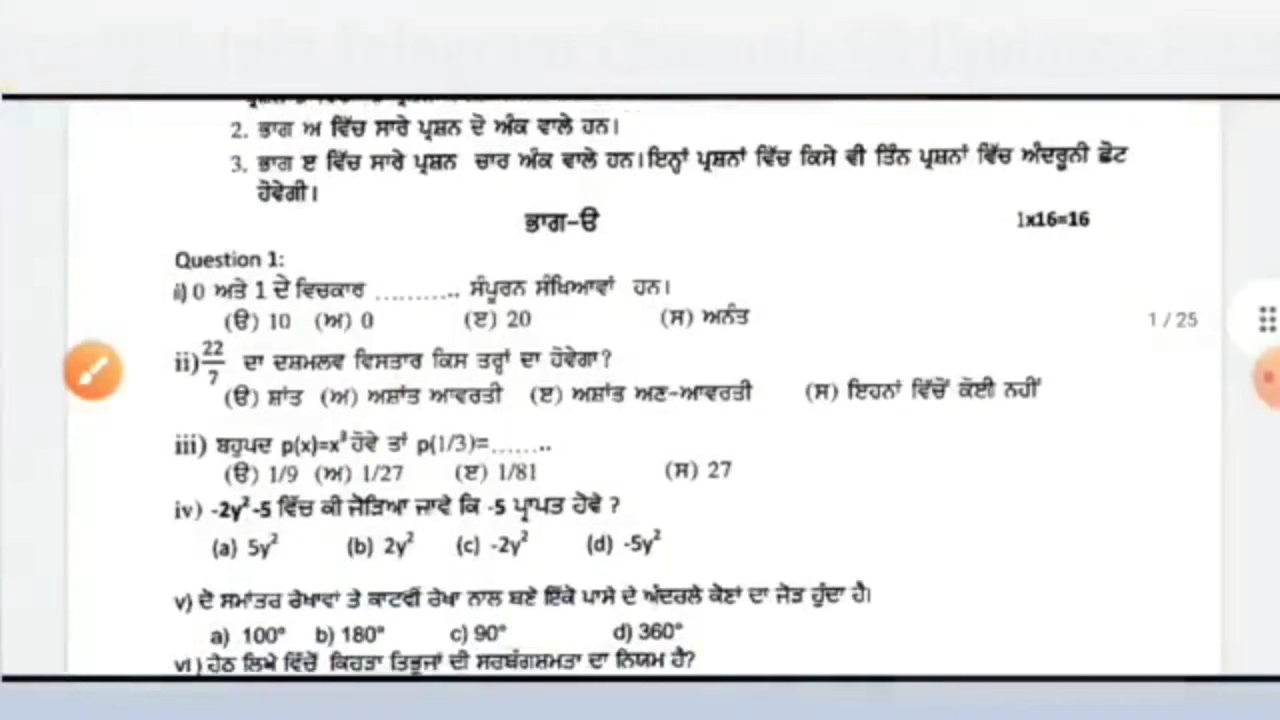 2. ਭਾਗ ਅ ਵਿੱਚ ਸਾਰੇ ਪ੍ਰਸ਼ਨ ਦੋ ਅੰਕ ਵਾਲੇ ਹਨ।
3. ਭਾਗ ੲ ਵਿੱਚ ਸਾਰੇ ਪ੍ਰਸ਼ਨ ਚਾਰ ਅੰਕ ਵਾਲੇ ਹਨ।ਇਨ੍ਹਾਂ ਪ੍ਰਸ਼ਨਾਂ ਵਿੱਚ ਕਿਸੇ ਵੀ ਤਿੰਨ ਪ੍ਰਸ਼ਨਾਂ ਵਿੱਚ ਅੰਦਰੂਨੀ ਛੋਟ
ਹੋਵੇਗੀ।
ਭਾਗ-ੳ 1x16=16
Question 1:
i) 0 ਅਤੇ 1 ਦੇ ਵਿਚਕਾਰ ……….. ਸੰਪੂਰਨ ਸੰਖਿਆਵਾਂ ਹਨ।
(ੳ) 10 (ਅ) 0 (ੲ) 20 (ਸ) ਅਨੰਤ
1 / 25
ii) 22/7 ਦਾ ਦਸ਼ਮਲਵ ਵਿਸਤਾਰ ਕਿਸ ਤਰ੍ਹਾਂ ਦਾ ਹੋਵੇਗਾ?
(ੳ) ਸ਼ਾਂਤ (ਅ) ਅਸ਼ਾਂਤ ਆਵਰਤੀ (ੲ) ਅਸ਼ਾਂਤ ਅਣ-ਆਵਰਤੀ (ਸ) ਇਹਨਾਂ ਵਿੱਚੋਂ ਕੋਈ ਨਹੀਂ
iii) ਬਹੁਪਦ p(x)=x³ ਹੋਵੇ ਤਾਂ p(1/3)=……..
(ੳ) 1/9 (ਅ) 1/27 (ੲ) 1/81 (ਸ) 27
iv) -2y²-5 ਵਿੱਚ ਕੀ ਜੋੜਿਆ ਜਾਵੇ ਕਿ -5 ਪ੍ਰਾਪਤ ਹੋਵੇ ?
(a) 5y² (b) 2y² (c) -2y² (d) -5y²
v) ਦੋ ਸਮਾਂਤਰ ਰੇਖਾਵਾਂ ਤੇ ਕਾਟਵੀਂ ਰੇਖਾ ਨਾਲ ਬਣੇ ਇੱਕੋ ਪਾਸੇ ਦੇ ਅੰਦਰਲੇ ਕੋਣਾਂ ਦਾ ਜੋੜ ਹੁੰਦਾ ਹੈ।
a) 100° b) 180° c) 90° d) 360°
vi) ਹੇਠ ਲਿਖੇ ਵਿੱਚੋਂ ਕਿਹੜਾ ਤਿਭੂਜਾਂ ਦੀ ਸਰਬੰਗਸ਼ਮਤਾ ਦਾ ਨਿਯਮ ਹੈ?